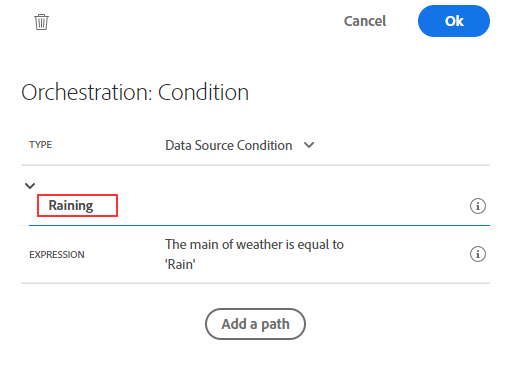 Cancel
Ok
Orchestration: Condition
TYPE
Data Source Condition
Raining
EXPRESSION
The main of weather is equal to
'Rain'
Add a path